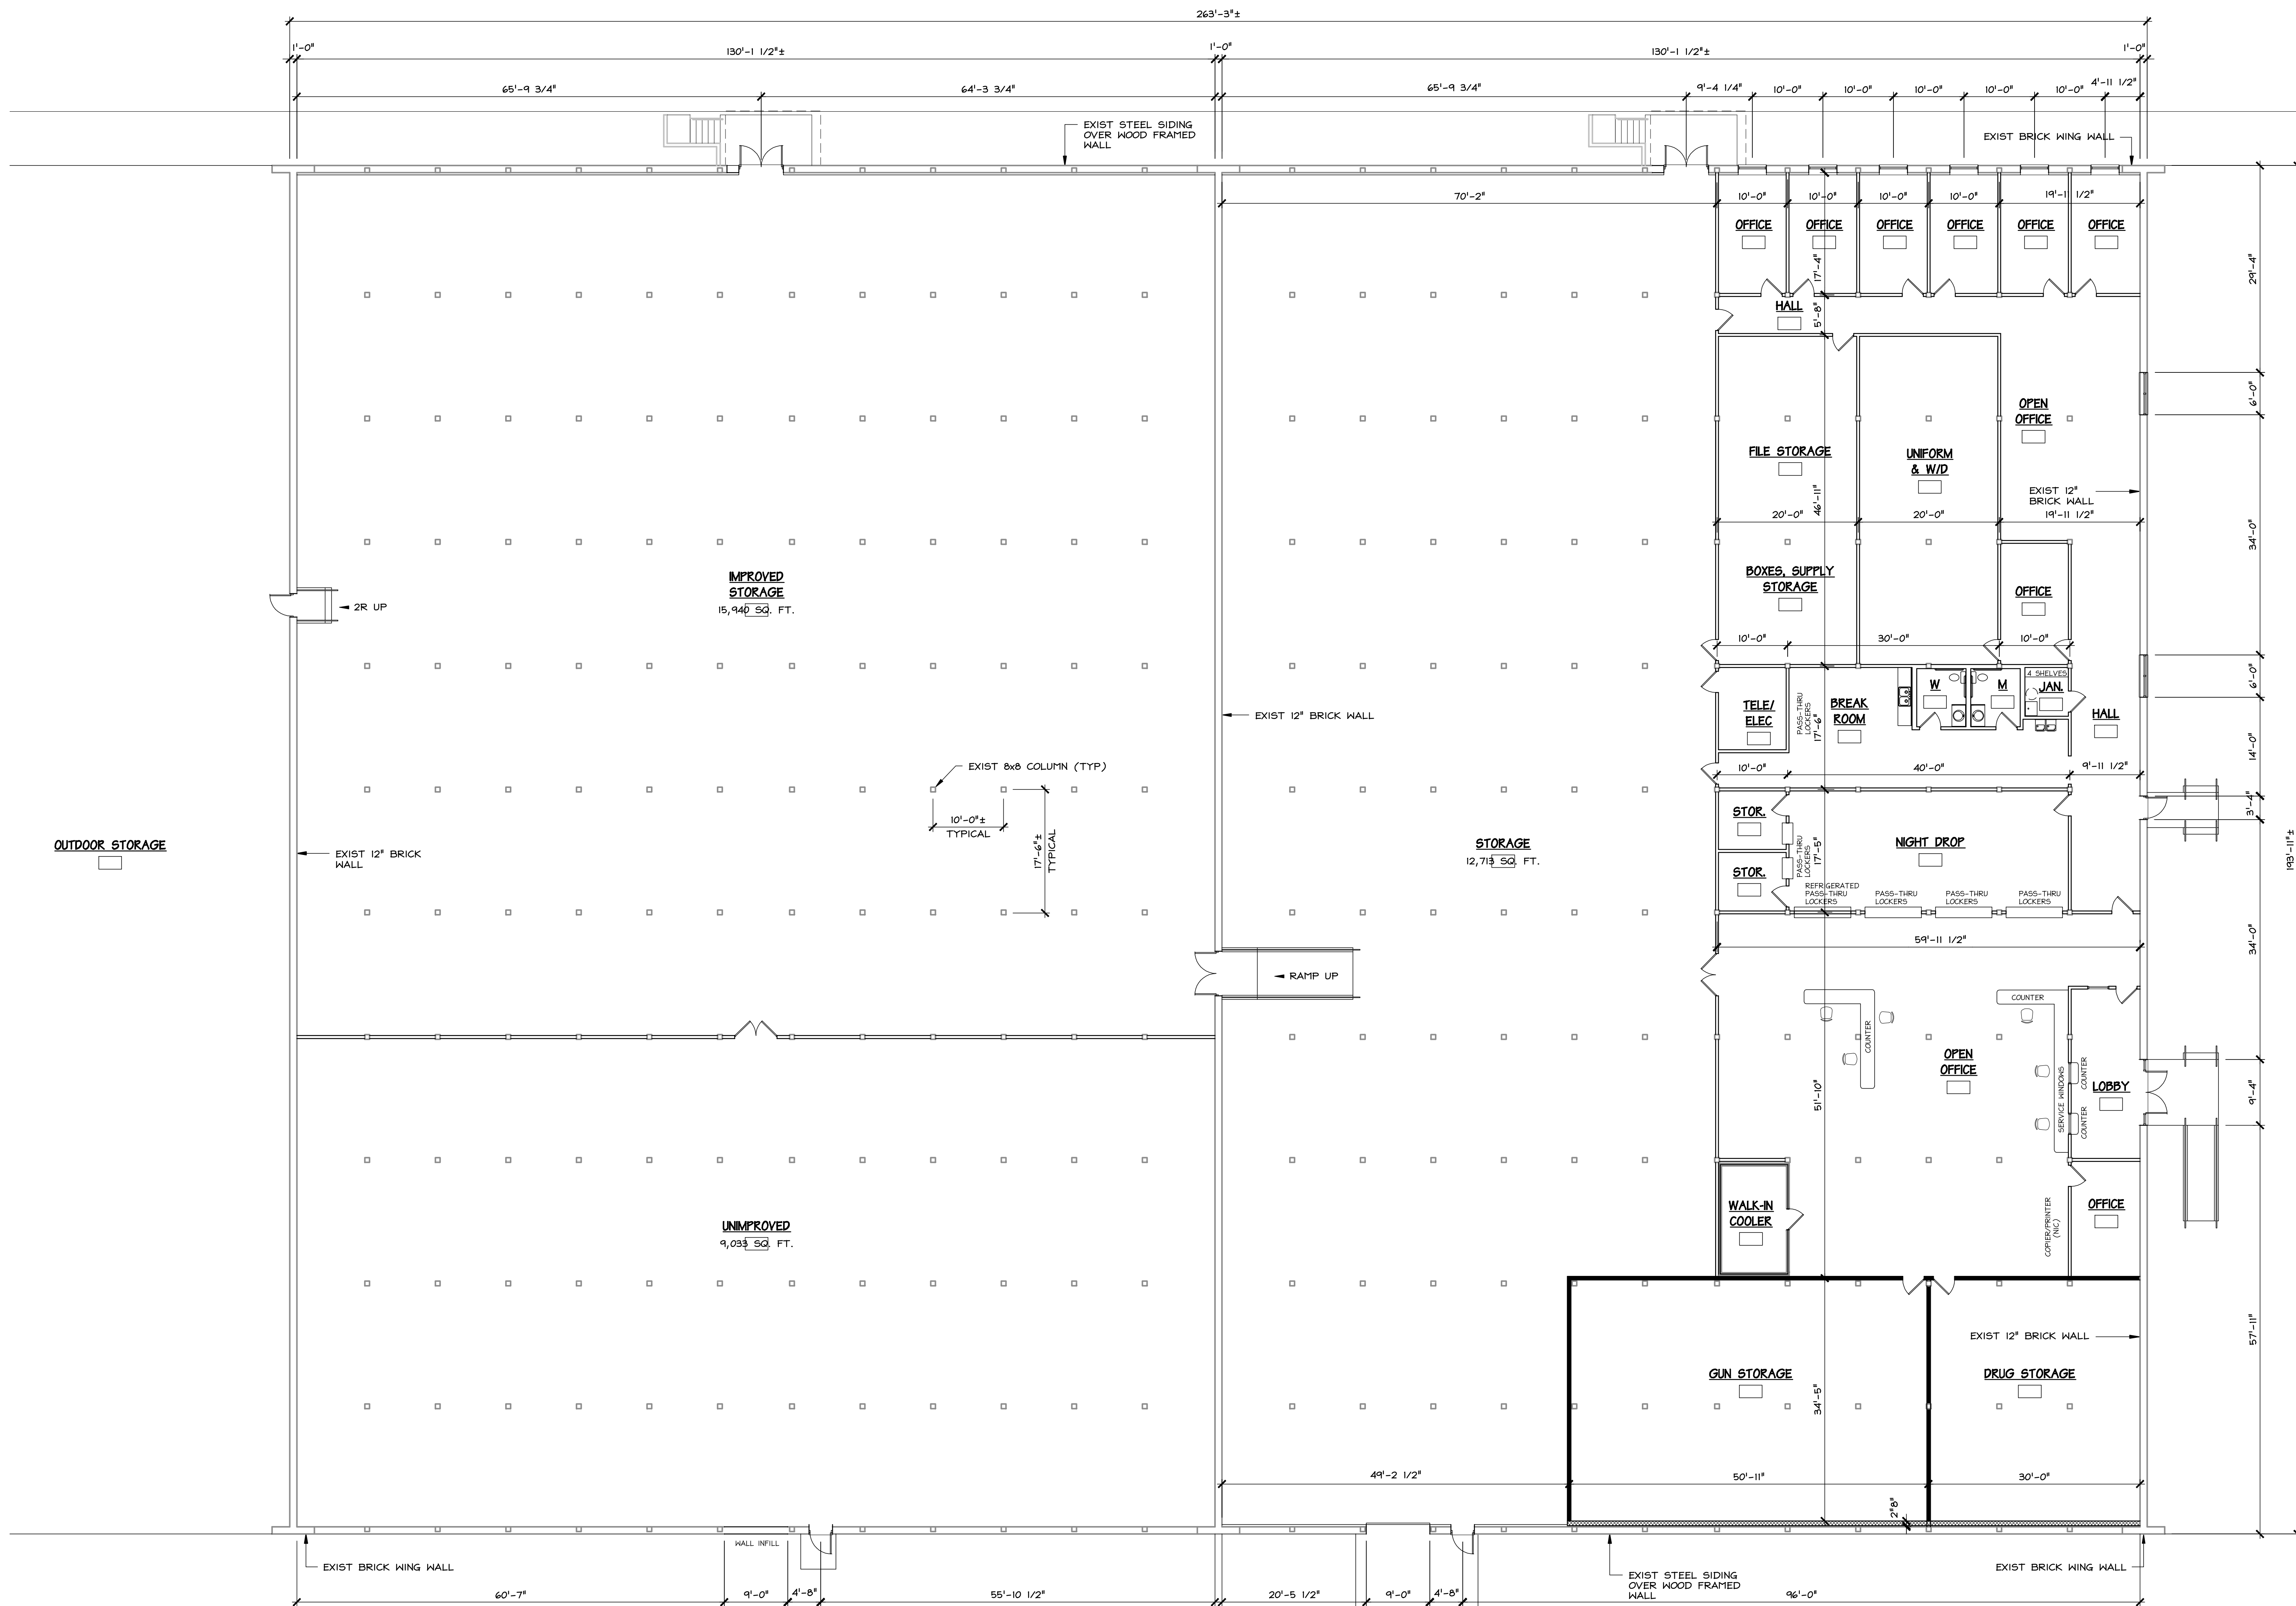 263'-3"±
1'-0"
130'-1 1/2"±
1'-0"
130'-1 1/2"±
1'-0"
65'-9 3/4"
64'-3 3/4"
65'-9 3/4"
9'-4 1/4"
10'-0"
10'-0"
10'-0"
10'-0"
10'-0"
4'-11 1/2"
EXIST STEEL SIDING
OVER WOOD FRAMED
WALL
EXIST BRICK WING WALL
70'-2"
10'-0"
10'-0"
10'-0"
10'-0"
19'-11 1/2"
OFFICE
OFFICE
OFFICE
OFFICE
OFFICE
OFFICE
17'-4"
29'-4"
HALL
5'-8"
6'-0"
OPEN
OFFICE
FILE STORAGE
UNIFORM
& W/D
46'-11"
EXIST 12"
BRICK WALL
20'-0"
20'-0"
19'-11 1/2"
34'-0"
IMPROVED
STORAGE
15,940 SQ. FT.
2R UP
BOXES, SUPPLY
STORAGE
OFFICE
10'-0"
30'-0"
10'-0"
6'-0"
TELE/
ELEC
PASS-THRU
LOCKERS
17'-6"
BREAK
ROOM
W
M
4 SHELVES
JAN.
HALL
EXIST 12" BRICK WALL
14'-0"
EXIST 8x8 COLUMN (TYP.)
10'-0"
40'-0"
9'-11 1/2"
10'-0"±
TYPICAL
17'-6"±
TYPICAL
3'-4"
193'-11"±
OUTDOOR STORAGE
EXIST 12" BRICK
WALL
STORAGE
12,713 SQ. FT.
STOR.
STOR.
PASS-THRU
LOCKERS
17'-5"
NIGHT DROP
REFRIGERATED
PASS-THRU
LOCKERS
PASS-THRU
LOCKERS
PASS-THRU
LOCKERS
PASS-THRU
LOCKERS
59'-11 1/2"
34'-0"
RAMP UP
COUNTER
COUNTER
OPEN
OFFICE
51'-10"
SERVICE WINDOWS
COUNTER
COUNTER
LOBBY
9'-4"
WALK-IN
COOLER
OFFICE
COPIER/PRINTER
(NIC)
UNIMPROVED
9,033 SQ. FT.
EXIST 12" BRICK WALL
57'-11"
GUN STORAGE
DRUG STORAGE
34'-5"
49'-2 1/2"
50'-11"
30'-0"
WALL INFILL
EXIST BRICK WING WALL
EXIST STEEL SIDING
OVER WOOD FRAMED
WALL
EXIST BRICK WING WALL
60'-7"
9'-0"
4'-8"
55'-10 1/2"
20'-5 1/2"
9'-0"
4'-8"
96'-0"